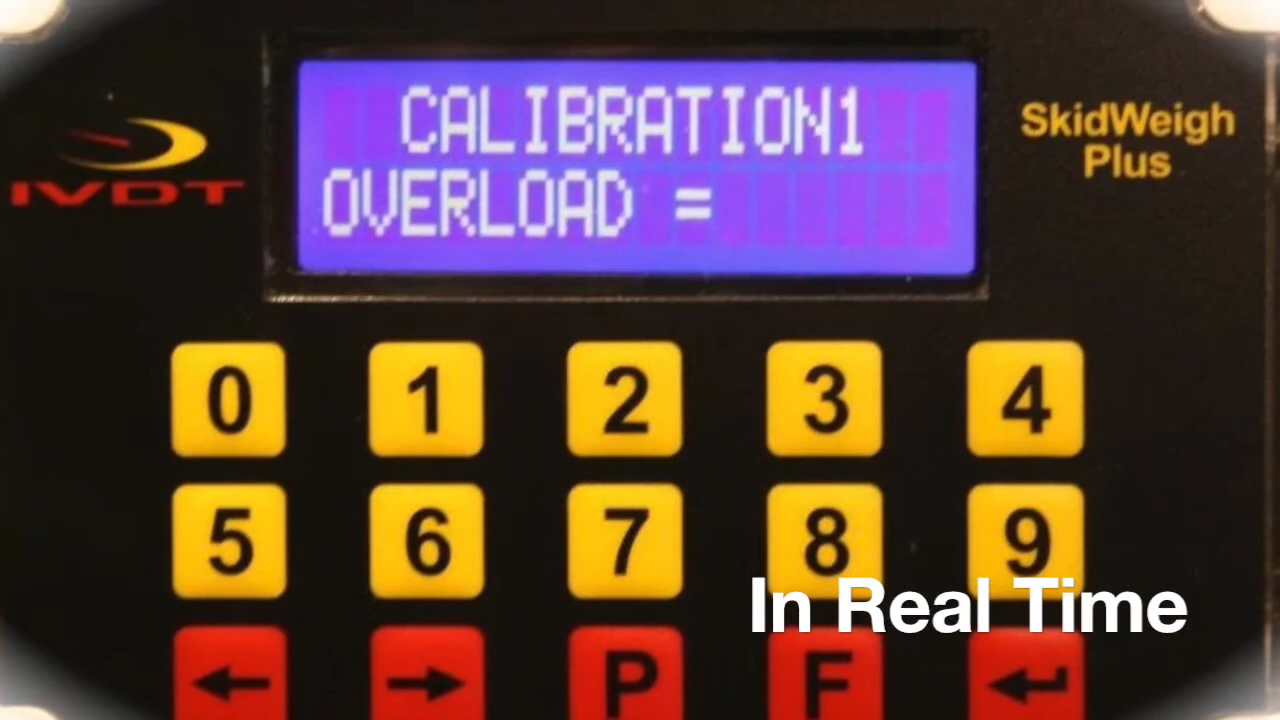 CALIBRATION1
OVERLOAD =
IVDT
SkidWeigh
Plus
0 1 2 3 4
5 6 7 8 9
In Real Time
← → P F ↵